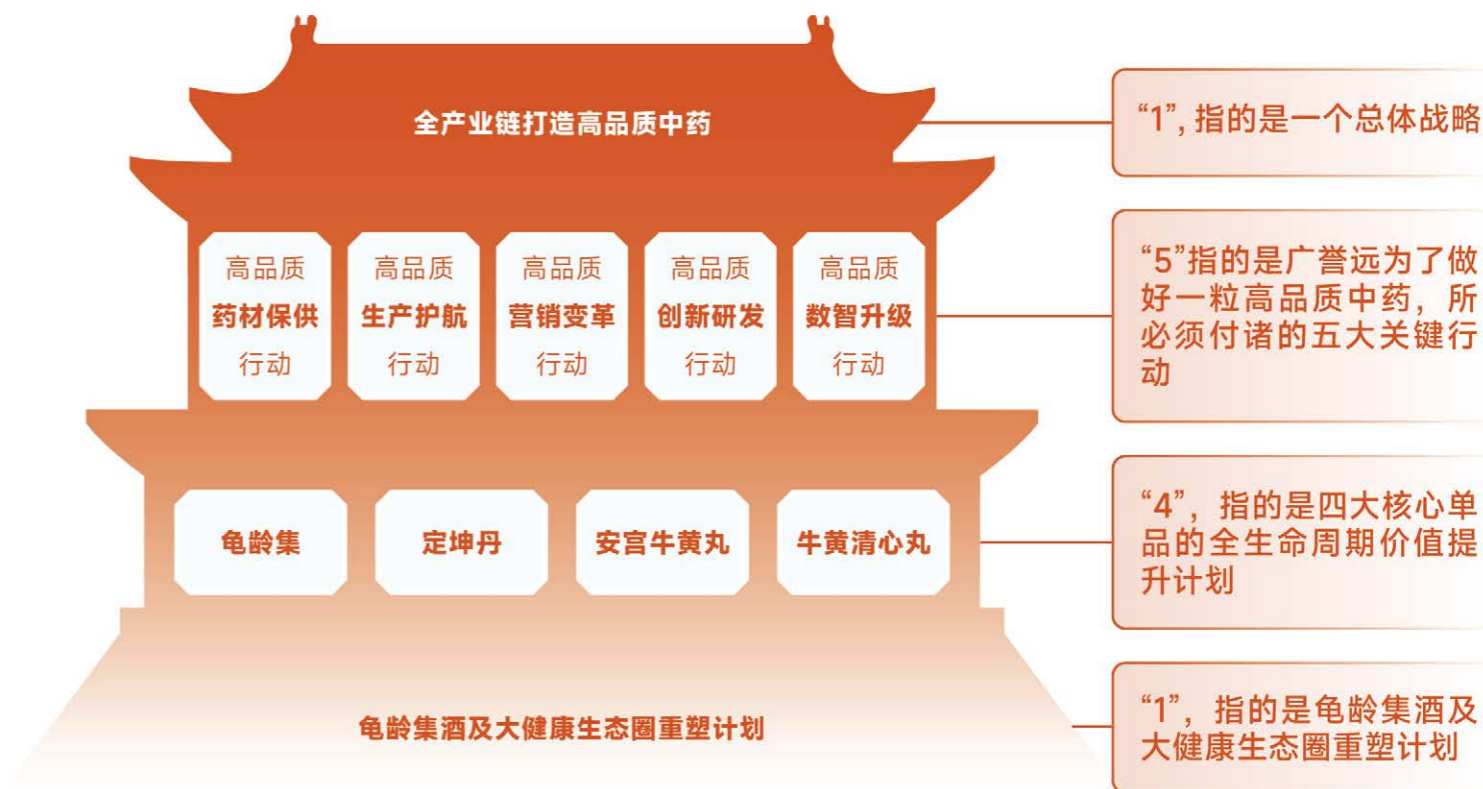 全产业链打造高品质中药
“1”, 指的是一个总体战略
高品质
药材保供
行动
高品质
生产护航
行动
高品质
营销变革
行动
高品质
创新研发
行动
高品质
数智升级
行动
“5”指的是广誉远为了做
好一粒高品质中药，所
必须付诸的五大关键行
动
龟龄集
定坤丹
安宫牛黄丸
牛黄清心丸
“4”，指的是四大核心单
品的全生命周期价值提
升计划
龟龄集酒及大健康生态圈重塑计划
“1”，指的是龟龄集酒及
大健康生态圈重塑计划